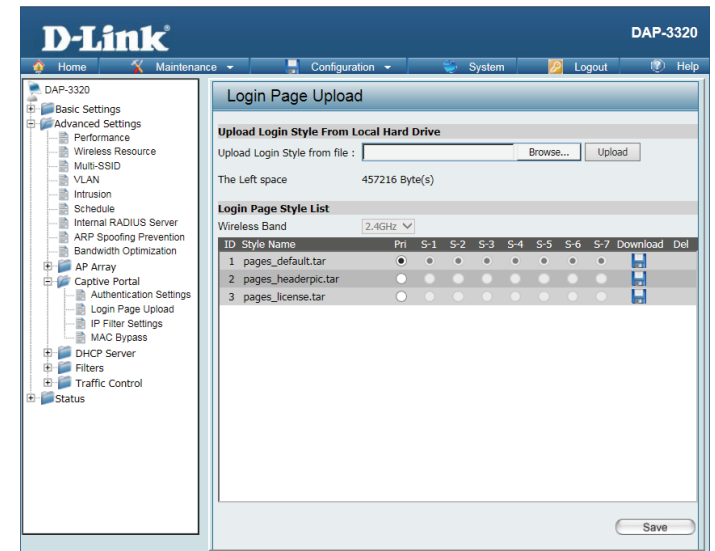 D-Link®
DAP-3320
Home Maintenance Configuration System Logout Help
DAP-3320
Basic Settings
Advanced Settings
Performance
Wireless Resource
Multi-SSID
VLAN
Intrusion
Schedule
Internal RADIUS Server
ARP Spoofing Prevention
Bandwidth Optimization
AP Array
Captive Portal
Authentication Settings
Login Page Upload
IP Filter Settings
MAC Bypass
DHCP Server
Filters
Traffic Control
Status
Login Page Upload
Upload Login Style From Local Hard Drive
Upload Login Style from file : Browse... Upload
The Left space 457216 Byte(s)
Login Page Style List
Wireless Band 2.4GHz
ID Style Name Pri S-1 S-2 S-3 S-4 S-5 S-6 S-7 Download Del
1 pages_default.tar
2 pages_headerpic.tar
3 pages_license.tar
Save